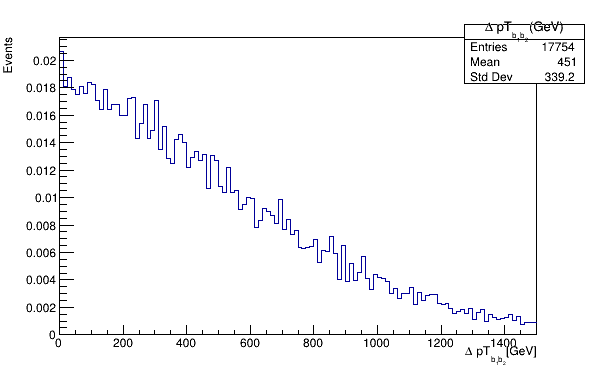 Δ pT_{b₁b₂}(GeV)
Entries 17754
Mean 451
Std Dev 339.2
Events
0.02
0.018
0.016
0.014
0.012
0.01
0.008
0.006
0.004
0.002
0
0 200 400 600 800 1000 1200 1400
Δ pT_{b₁b₂}[GeV]